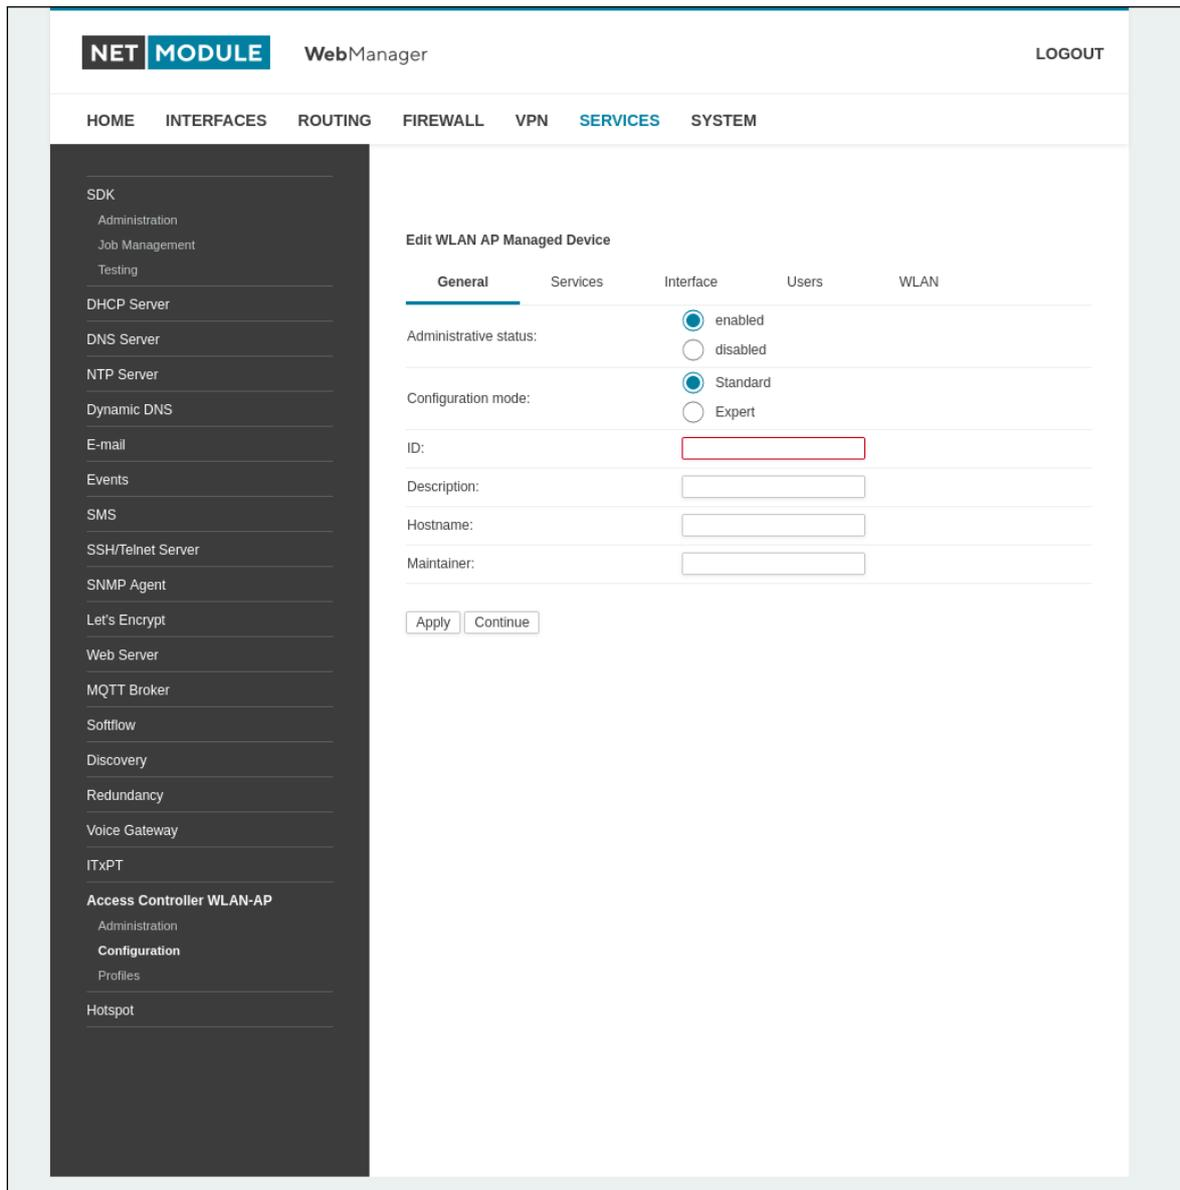 NET MODULE WebManager LOGOUT
HOME INTERFACES ROUTING FIREWALL VPN SERVICES SYSTEM
SDK
Administration
Job Management
Testing
DHCP Server
DNS Server
NTP Server
Dynamic DNS
E-mail
Events
SMS
SSH/Telnet Server
SNMP Agent
Let's Encrypt
Web Server
MQTT Broker
Softflow
Discovery
Redundancy
Voice Gateway
ITxPT
Access Controller WLAN-AP
Administration
Configuration
Profiles
Hotspot
Edit WLAN AP Managed Device
General Services Interface Users WLAN
Administrative status:
enabled
disabled
Configuration mode:
Standard
Expert
ID:
Description:
Hostname:
Maintainer:
Apply Continue